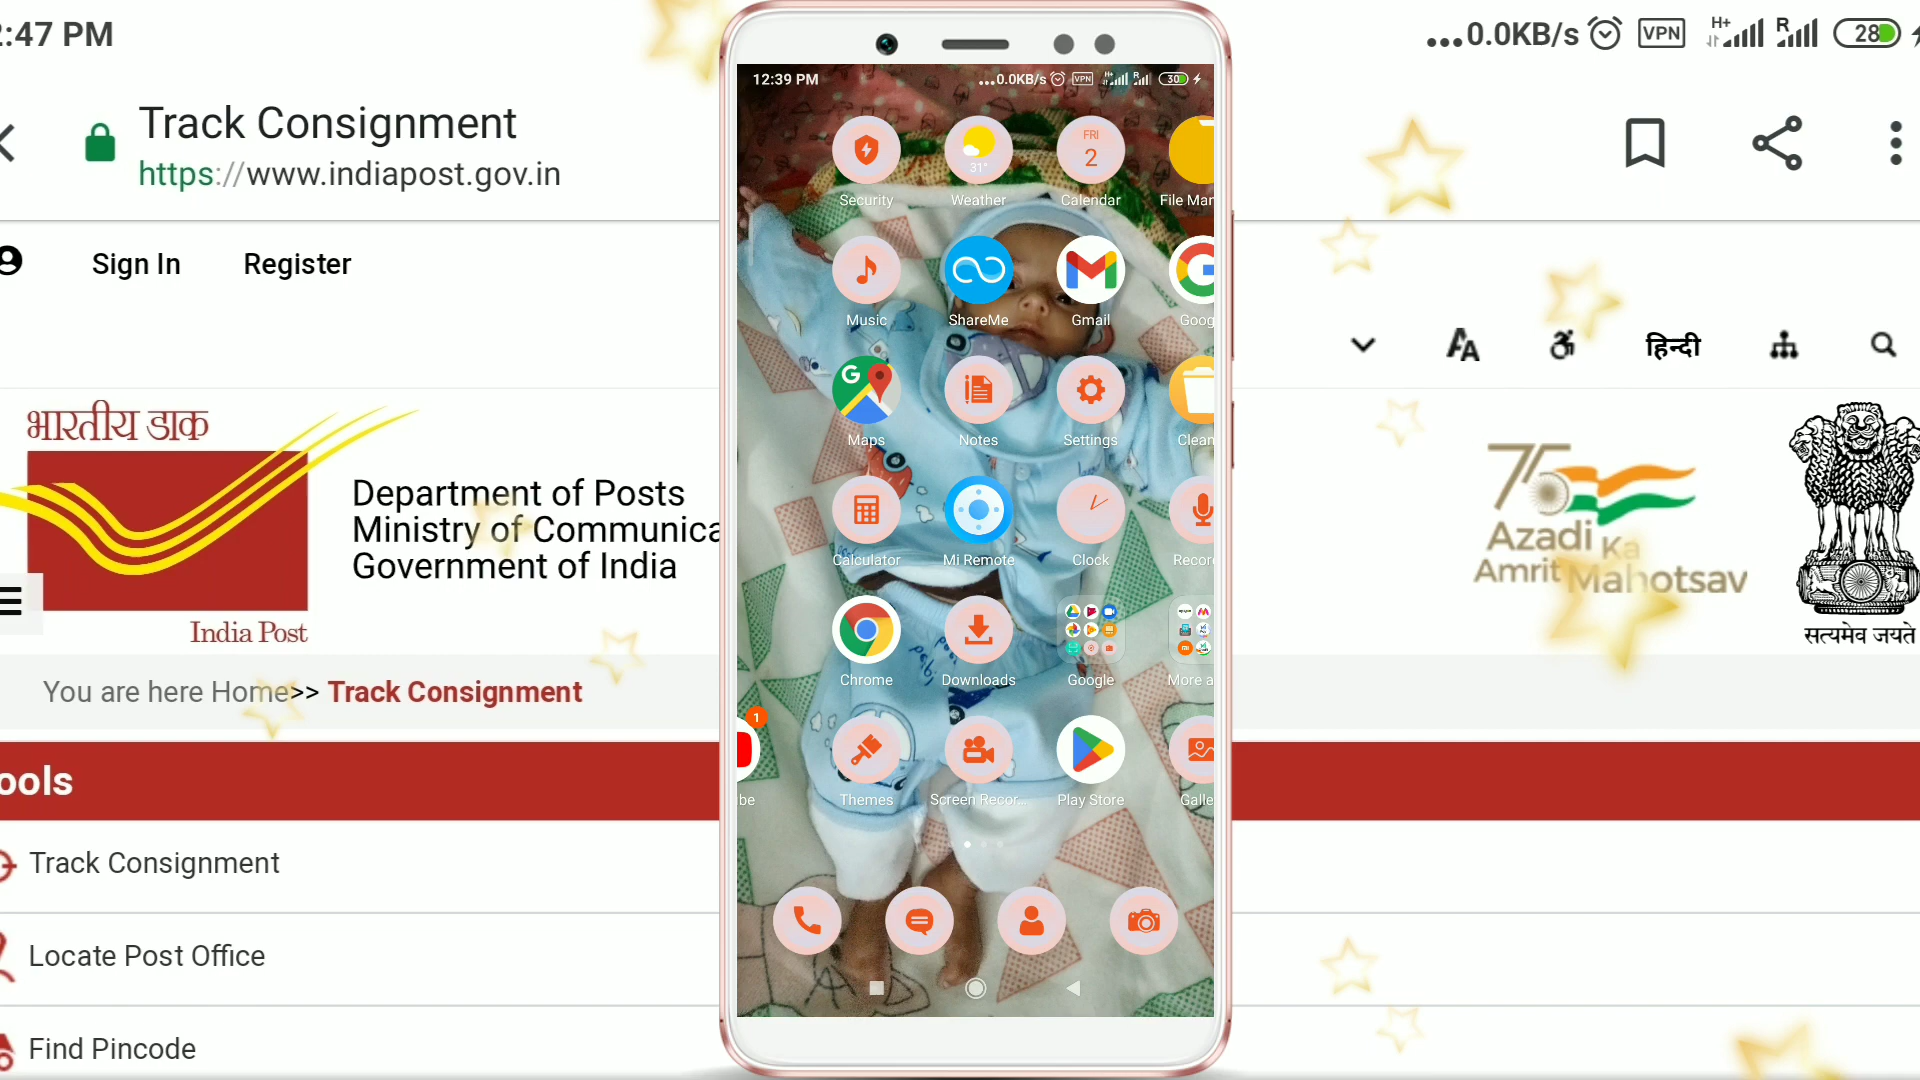 2:47 PM
...0.0KB/s VPN H+ R 28
Track Consignment
https://www.indiapost.gov.in
Sign In Register
हिन्दी
भारतीय डाक
India Post
Department of Posts
Ministry of Communica
Government of India
75
Azadi Ka
Amrit Mahotsav
सत्यमेव जयते
You are here Home>> Track Consignment
ools
Track Consignment
Locate Post Office
Find Pincode
12:39 PM
...0.0KB/s VPN H+ R 30
31°
FRI
2
Security Weather Calendar File Man
Music ShareMe Gmail Goog
Maps Notes Settings Clean
Calculator Mi Remote Clock Recor
Chrome Downloads Google More a
1
be Themes Screen Recor... Play Store Galle